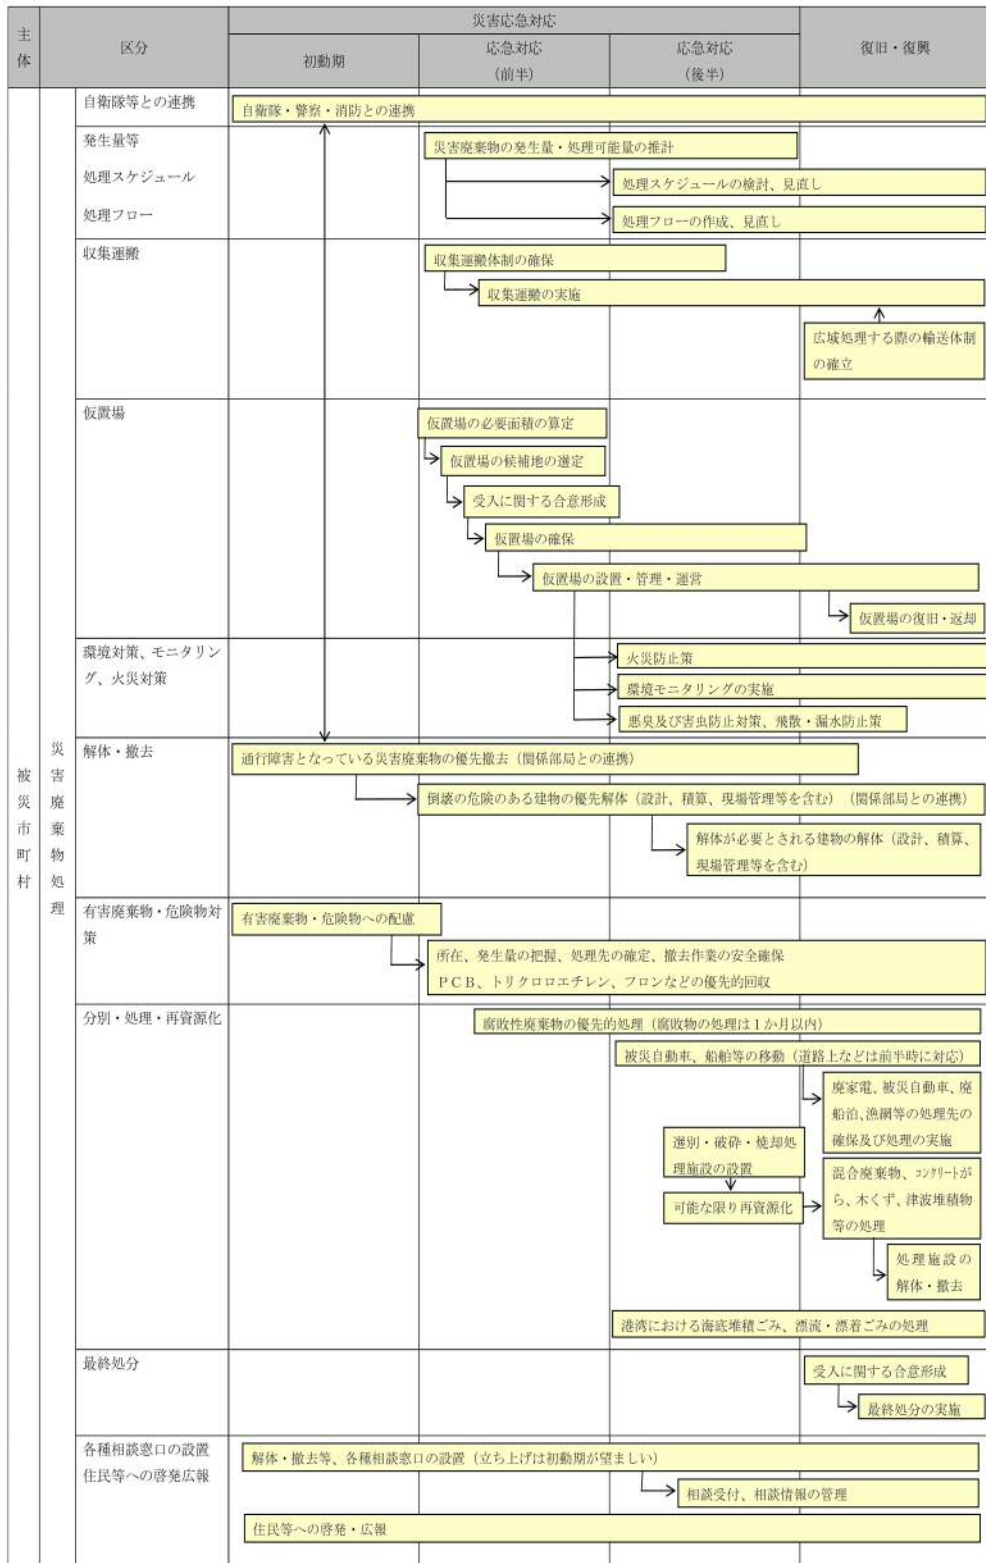 主体
区分
災害応急対応
初動期
応急対応
(前半)
応急対応
(後半)
復旧・復興
被災市町村
災害廃棄物処理
自衛隊等との連携
自衛隊・警察・消防との連携
発生量等
災害廃棄物の発生量・処理可能量の推計
処理スケジュール
処理スケジュールの検討、見直し
処理フロー
処理フローの作成、見直し
収集運搬
収集運搬体制の確保
収集運搬の実施
広域処理する際の輸送体制
の確立
仮置場
仮置場の必要面積の算定
仮置場の候補地の選定
受入に関する合意形成
仮置場の確保
仮置場の設置・管理・運営
仮置場の復旧・返却
環境対策、モニタリン
グ、火災対策
火災防止策
環境モニタリングの実施
悪臭及び害虫防止対策、飛散・漏水防止策
解体・撤去
通行障害となっている災害廃棄物の優先撤去（関係部局との連携）
倒壊の危険のある建物の優先解体（設計、積算、現場管理等を含む）（関係部局との連携）
解体が必要とされる建物の解体（設計、積算、
現場管理等を含む）
有害廃棄物・危険物対
策
有害廃棄物・危険物への配慮
所在、発生量の把握、処理先の確定、撤去作業の安全確保
ＰＣＢ、トリクロロエチレン、フロンなどの優先的回収
分別・処理・再資源化
腐敗性廃棄物の優先的処理（腐敗物の処理は１か月以内）
被災自動車、船舶等の移動（道路上などは前半時に対応）
廃家電、被災自動車、廃
船泊、漁網等の処理先の
確保及び処理の実施
選別・破砕・焼却処
理施設の設置
可能な限り再資源化
混合廃棄物、ｺﾝｸﾘｰﾄが
ら、木くず、津波堆積物
等の処理
処理施設の
解体・撤去
港湾における海底堆積ごみ、漂流・漂着ごみの処理
最終処分
受入に関する合意形成
最終処分の実施
各種相談窓口の設置
住民等への啓発広報
解体・撤去等、各種相談窓口の設置（立ち上げは初動期が望ましい）
相談受付、相談情報の管理
住民等への啓発・広報